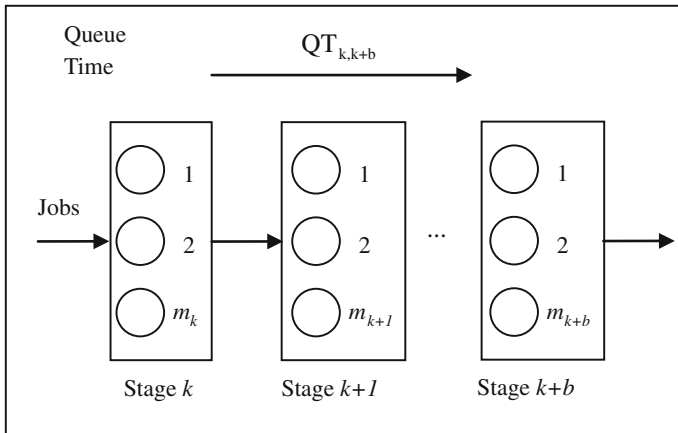 Queue
Time
QT_{k,k+b}
1
1
1
Jobs
2
2
...
2
m_k
m_{k+1}
m_{k+b}
Stage k
Stage k+1
Stage k+b